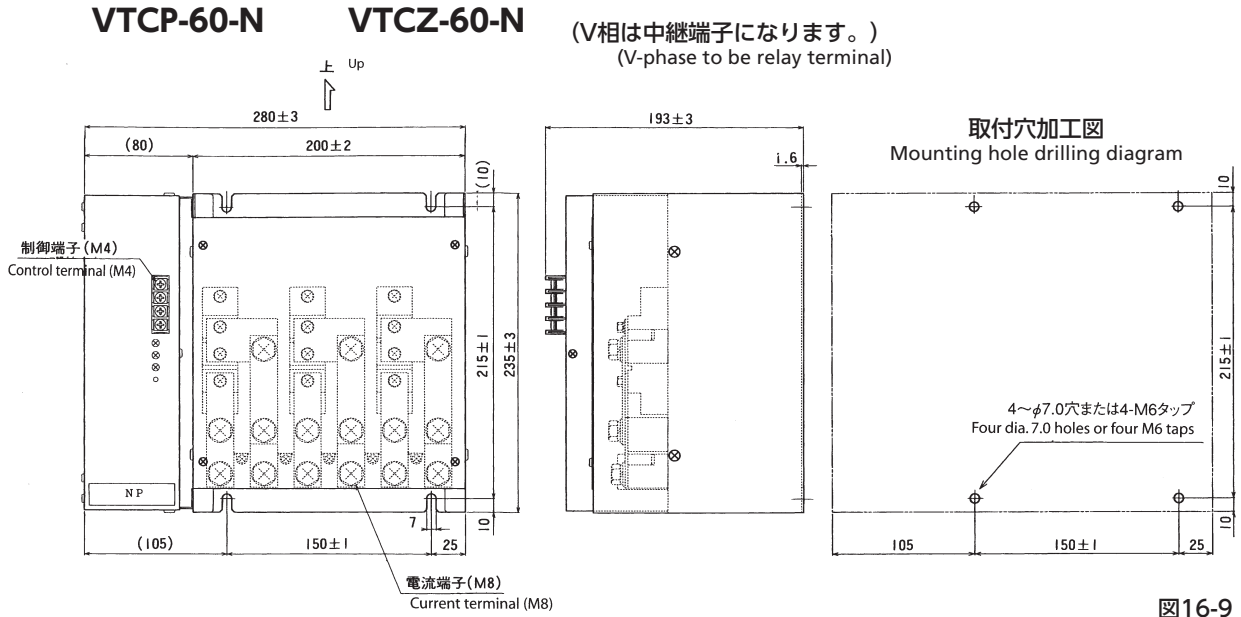 VTCP-60-N VTCZ-60-N
(V相は中継端子になります。)
(V-phase to be relay terminal)
上 Up
280±3
(80) 200±2
(10)
制御端子(M4)
Control terminal (M4)
215±1
235±3
NP
7
10
(105) 150±1 25
電流端子(M8)
Current terminal (M8)
193±3
1.6
取付穴加工図
Mounting hole drilling diagram
10
215±1
4～φ7.0穴または4-M6タップ
Four dia. 7.0 holes or four M6 taps
10
105 150±1 25
図16-9